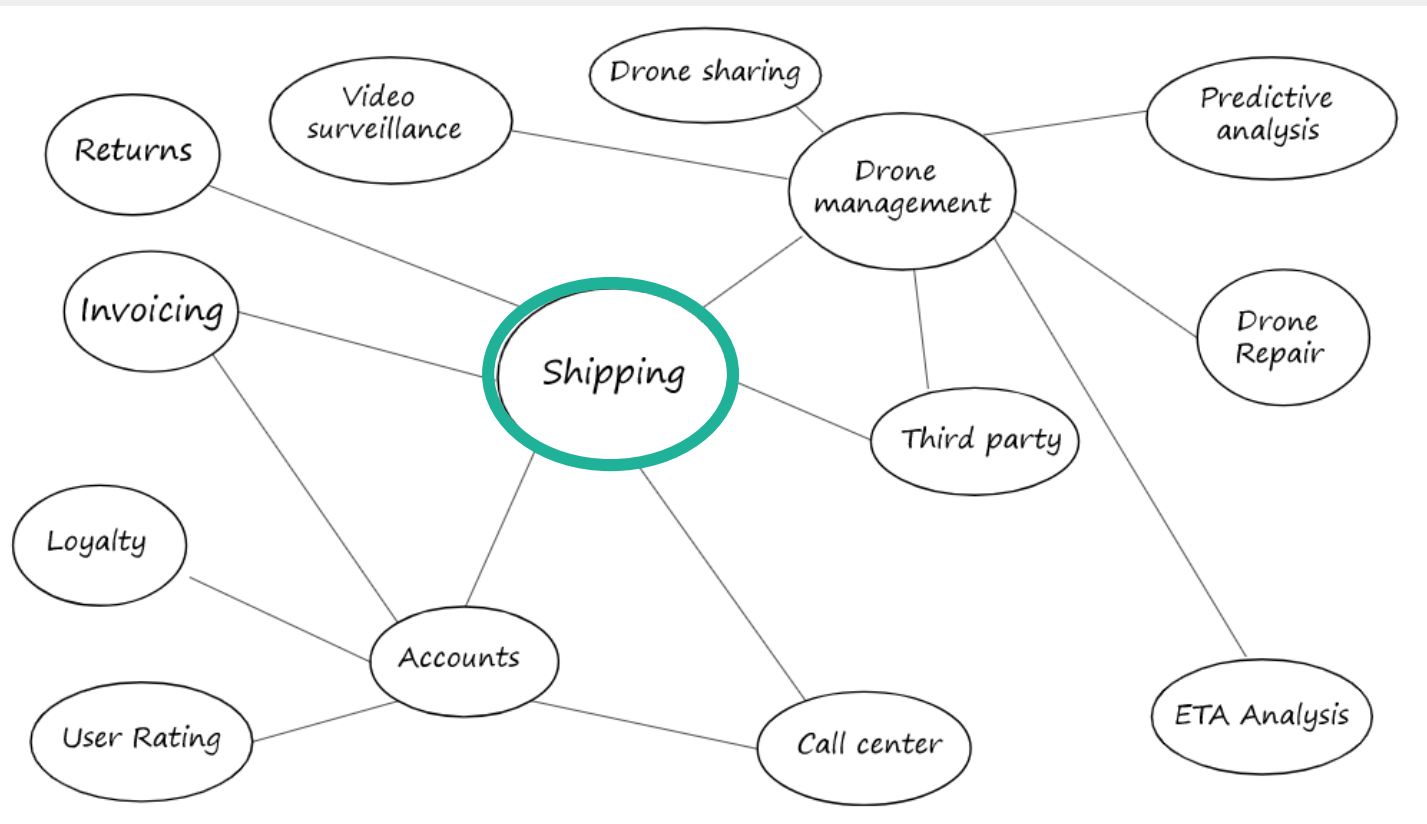 Drone sharing
Video
surveillance
Predictive
analysis
Returns
Drone
management
Invoicing
Drone
Repair
Shipping
Third party
Loyalty
Accounts
User Rating
Call center
ETA Analysis